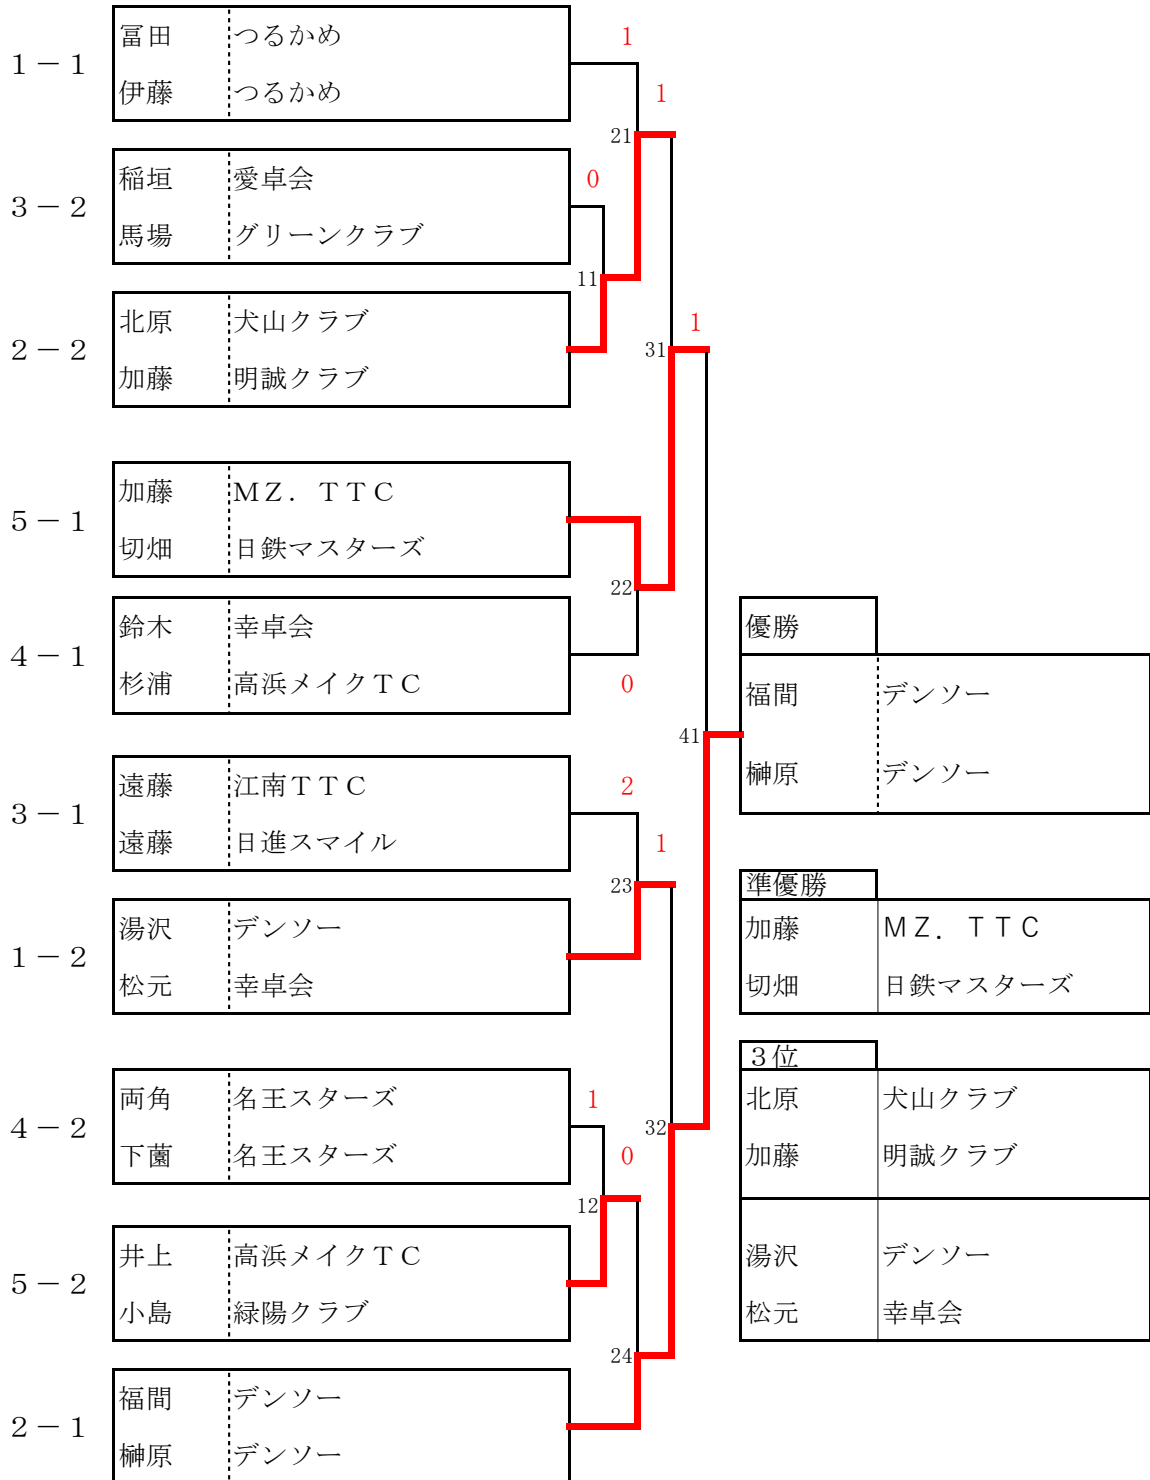 冨田 つるかめ 1
1－1
伊藤 つるかめ 1
21
稲垣 愛卓会 0
3－2
馬場 グリーンクラブ
11
北原 犬山クラブ 1
2－2 31
加藤 明誠クラブ
加藤 ＭＺ．ＴＴＣ
5－1
切畑 日鉄マスターズ
22
鈴木 幸卓会 優勝
4－1
杉浦 高浜メイクＴＣ 0 福間 デンソー
41
遠藤 江南ＴＴＣ 2 榊原 デンソー
3－1
遠藤 日進スマイル 1
23 準優勝
湯沢 デンソー 加藤 ＭＺ．ＴＴＣ
1－2
松元 幸卓会 切畑 日鉄マスターズ
３位
両角 名王スターズ 1 北原 犬山クラブ
4－2 32
下薗 名王スターズ 0 加藤 明誠クラブ
12
井上 高浜メイクＴＣ 湯沢 デンソー
5－2
小島 緑陽クラブ 松元 幸卓会
24
福間 デンソー
2－1
榊原 デンソー